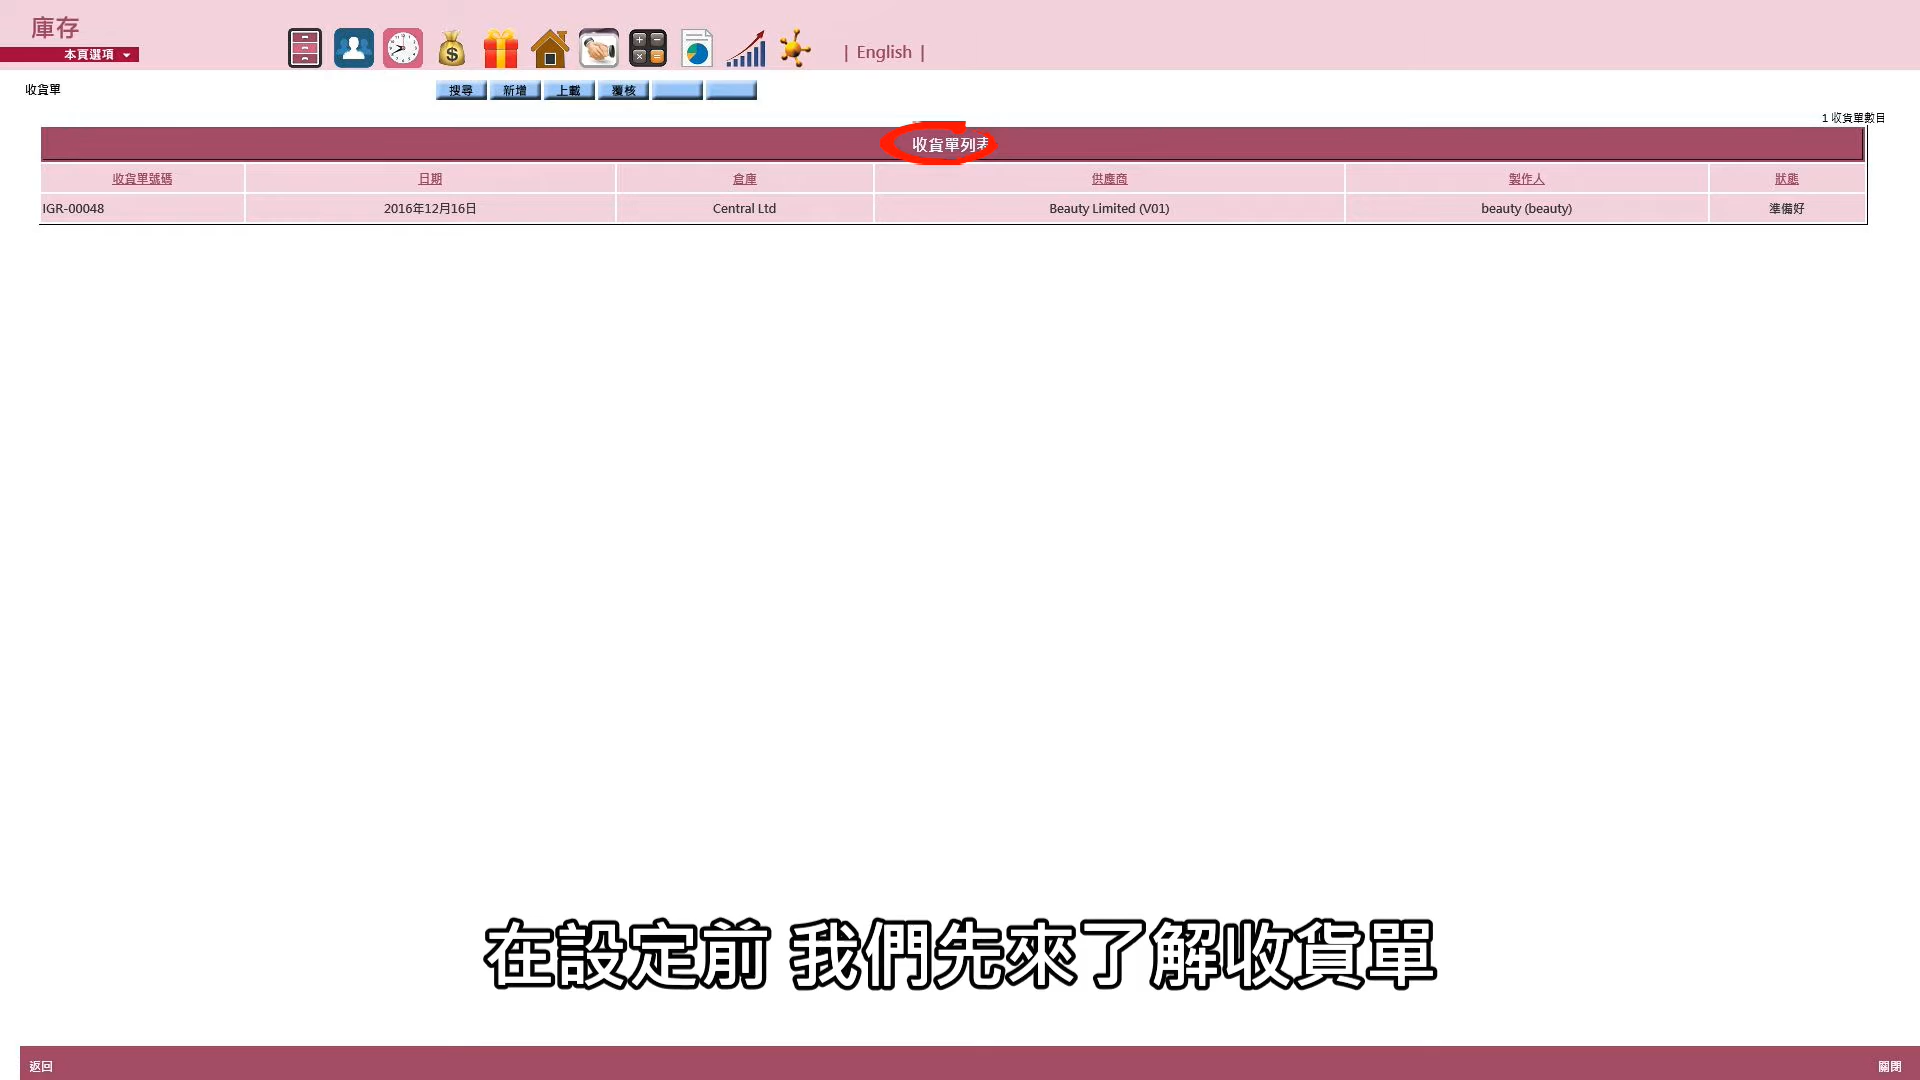 庫存
本頁選項
| English |
收貨單
搜尋 新增 上載 覆核
1 收貨單數目
收貨單列表
收貨單號碼 日期 倉庫 供應商 製作人 狀態
IGR-00048 2016年12月16日 Central Ltd Beauty Limited (V01) beauty (beauty) 準備好
在設定前 我們先來了解收貨單
返回 關閉